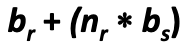 b_r + (n_r * b_s)